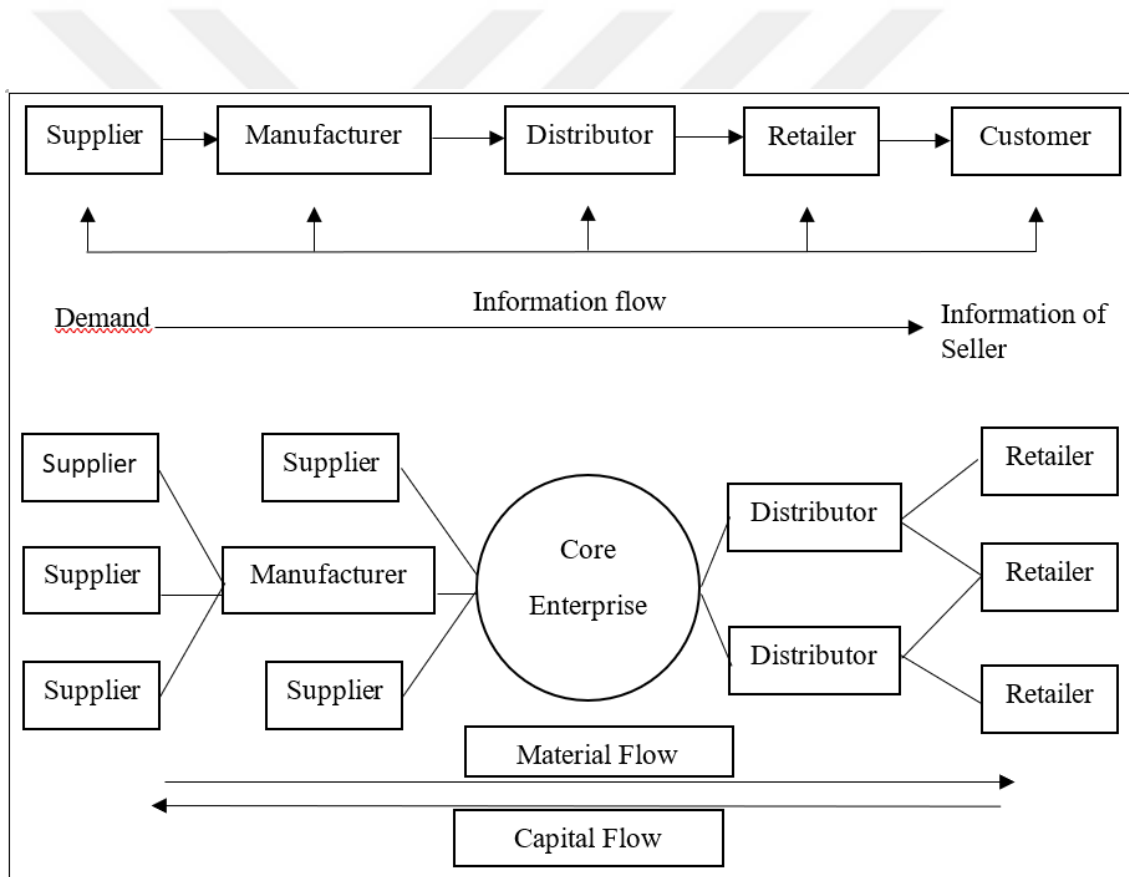 Supplier
Manufacturer
Distributor
Retailer
Customer
Information flow
Demand
Information of
Seller
Supplier
Supplier
Retailer
Distributor
Core
Enterprise
Supplier
Manufacturer
Retailer
Supplier
Supplier
Distributor
Retailer
Material Flow
Capital Flow